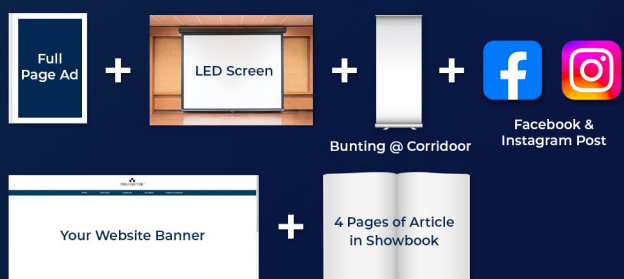 Full
Page Ad
LED Screen
Bunting @ Corridoor
Facebook &
Instagram Post
Your Website Banner
4 Pages of Article
in Showbook